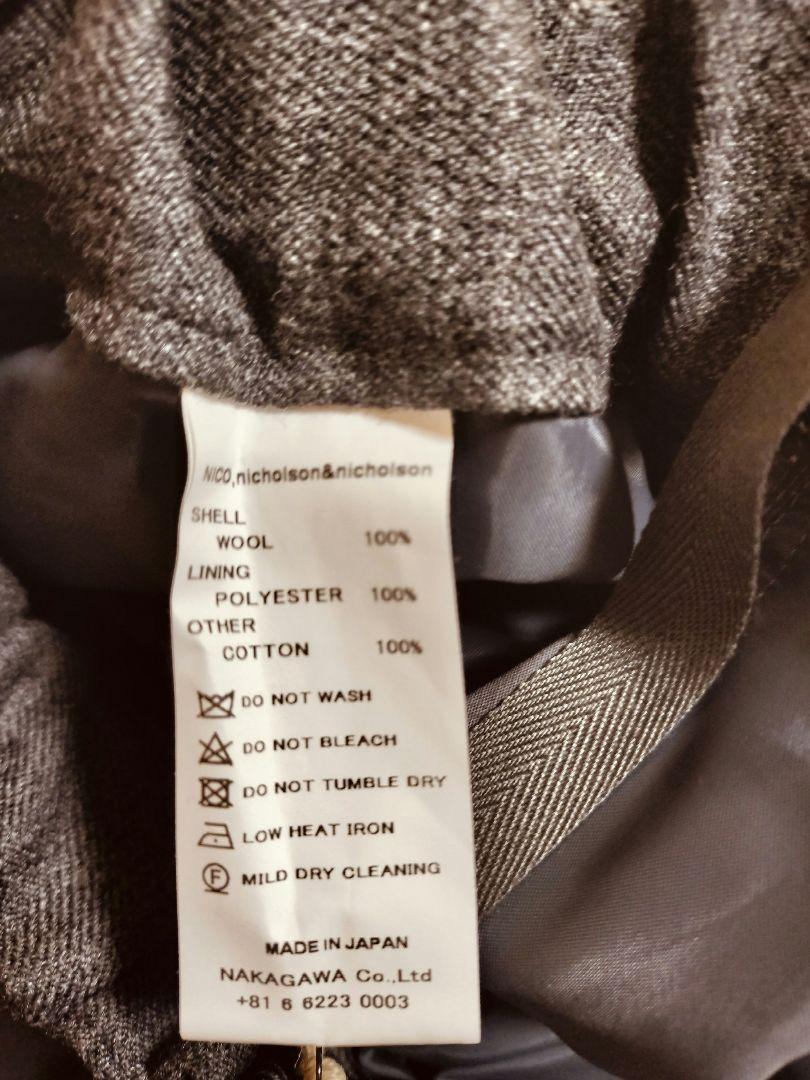 NICO,nicholson&nicholson
SHELL
WOOL 100%
LINING
POLYESTER 100%
OTHER
COTTON 100%
DO NOT WASH
DO NOT BLEACH
DO NOT TUMBLE DRY
LOW HEAT IRON
F MILD DRY CLEANING
MADE IN JAPAN
NAKAGAWA Co.,Ltd
+81 6 6223 0003